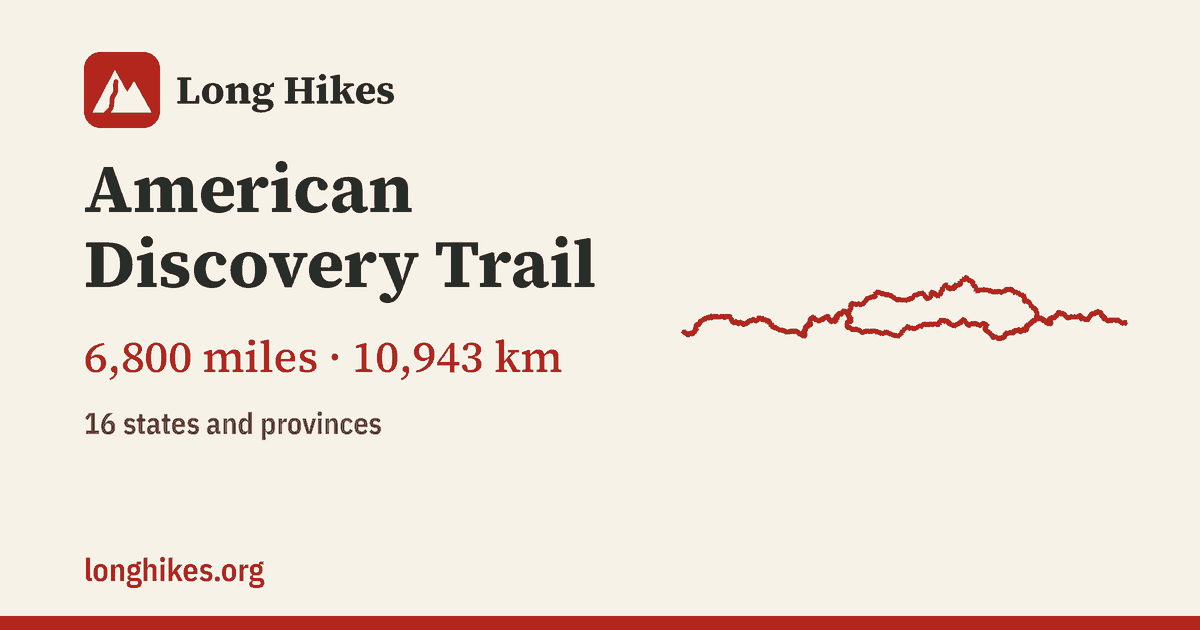 Long Hikes
American
Discovery Trail
6,800 miles · 10,943 km
16 states and provinces
longhikes.org